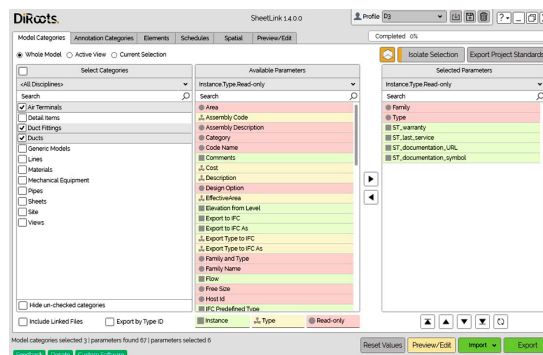 DiRoots.
SheetLink 1.4.0.0
Profile D3
Model Categories Annotation Categories Elements Schedules Spatial Preview/Edit
Completed 0%
Whole Model Active View Current Selection
Isolate Selection Export Project Standards
Select Categories
<All Disciplines>
Search
Air Terminals
Detail Items
Duct Fittings
Ducts
Generic Models
Lines
Materials
Mechanical Equipment
Pipes
Sheets
Site
Views
Hide un-checked categories
Include Linked Files Export by Type ID
Available Parameters
Instance,Type,Read-only
Search
Area
Assembly Code
Assembly Description
Category
Code Name
Comments
Cost
Description
Design Option
EffectiveArea
Elevation from Level
Export to IFC
Export to IFC As
Export Type to IFC
Export Type to IFC As
Family and Type
Family Name
Flow
Free Size
Host Id
IFC Predefined Type
Instance Type Read-only
Selected Parameters
Instance,Type,Read-only
Search
Family
Type
ST_warranty
ST_last_service
ST_documentation_URL
ST_documentation_symbol
Model categories selected 3 | parameters found 67 | parameters selected 6
Reset Values Preview/Edit Import Export
Feedback Donate Custom Software